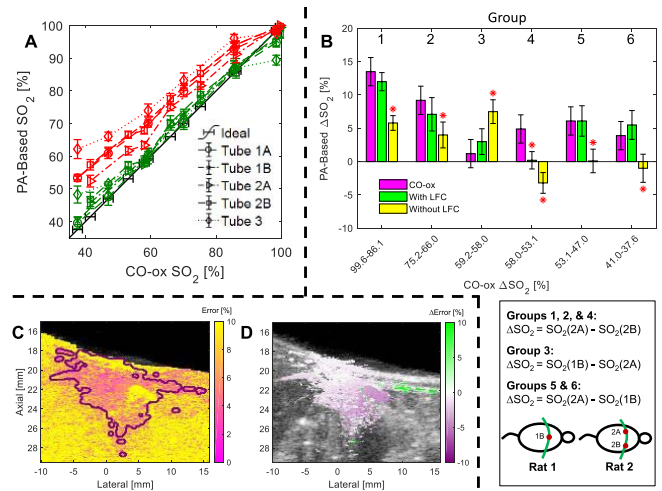 A
PA-Based SO2 [%]
100
90
80
70
60
50
40
40 50 60 70 80 90 100
CO-ox SO2 [%]
Ideal
Tube 1A
Tube 1B
Tube 2A
Tube 2B
Tube 3
B
Group
1 2 3 4 5 6
PA-Based ΔSO2 [%]
20
15
10
5
0
-5
-10
* * * * * * *
CO-ox
With LFC
Without LFC
99.6-86.1 75.2-66.0 59.2-58.0 58.0-53.1 53.1-47.0 41.0-37.6
CO-ox ΔSO2 [%]
C
Error [%]
Axial [mm]
16
18
20
22
24
26
28
-10 -5 0 5 10 15
Lateral [mm]
10
8
6
4
2
0
D
ΔError [%]
16
18
20
22
24
26
28
-10 -5 0 5 10 15
Lateral [mm]
10
5
0
-5
-10
Groups 1, 2, & 4:
ΔSO2 = SO2(2A) - SO2(2B)
Group 3:
ΔSO2 = SO2(1B) - SO2(2A)
Groups 5 & 6:
ΔSO2 = SO2(2A) - SO2(1B)
1B
2A
2B
Rat 1 Rat 2